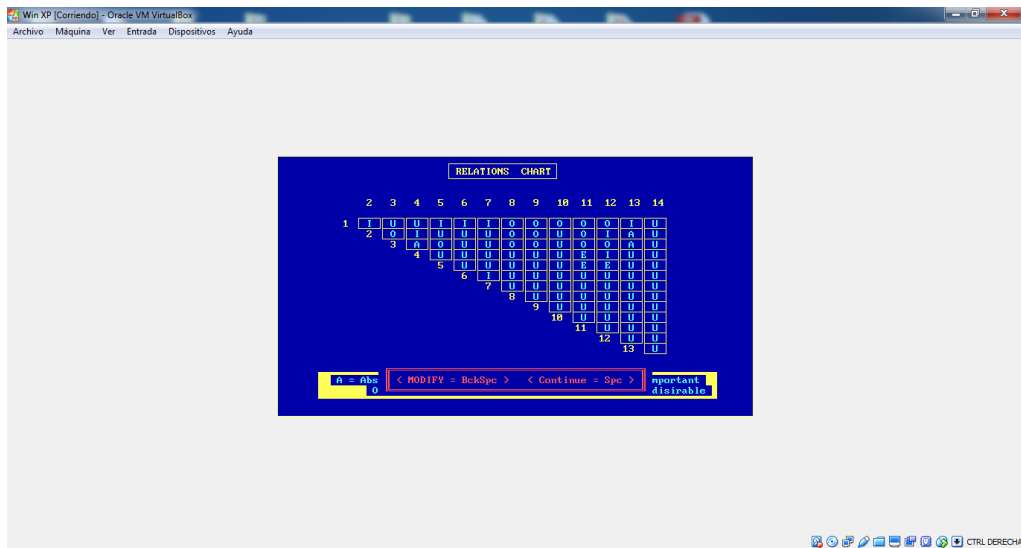 Win XP [Corriendo] - Oracle VM VirtualBox
Archivo Máquina Ver Entrada Dispositivos Ayuda
RELATIONS CHART
2 3 4 5 6 7 8 9 10 11 12 13 14
1 I U U I I I O O O O O I U
2 O I U U U O O U O I A U
3 A O U U O O U O O A U
4 U U U U U U E I U U
5 U U U U U E E U U
6 I U U U U U U U
7 U U U U U U U
8 U U U U U U
9 U U U U U
10 U U U U
11 U U U
12 U U
13 U
A = Abs < MODIFY = BckSpc > < Continue = Spc > mportant
O disirable
CTRL DERECHA